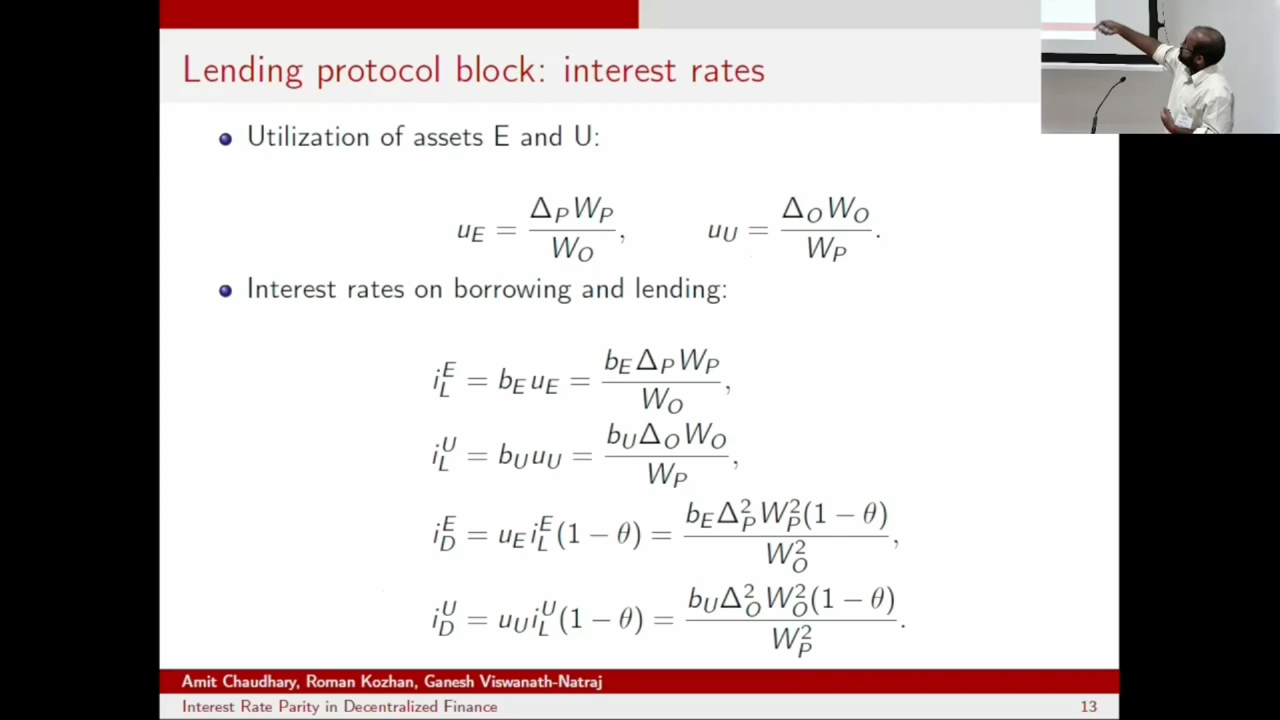 Lending protocol block: interest rates
Utilization of assets E and U:
u_E = Δ_P W_P / W_O, u_U = Δ_O W_O / W_P.
Interest rates on borrowing and lending:
i_L^E = b_E u_E = b_E Δ_P W_P / W_O,
i_L^U = b_U u_U = b_U Δ_O W_O / W_P,
i_D^E = u_E i_L^E (1 − θ) = b_E Δ_P^2 W_P^2 (1 − θ) / W_O^2,
i_D^U = u_U i_L^U (1 − θ) = b_U Δ_O^2 W_O^2 (1 − θ) / W_P^2.
Amit Chaudhary, Roman Kozhan, Ganesh Viswanath-Natraj
Interest Rate Parity in Decentralized Finance 13